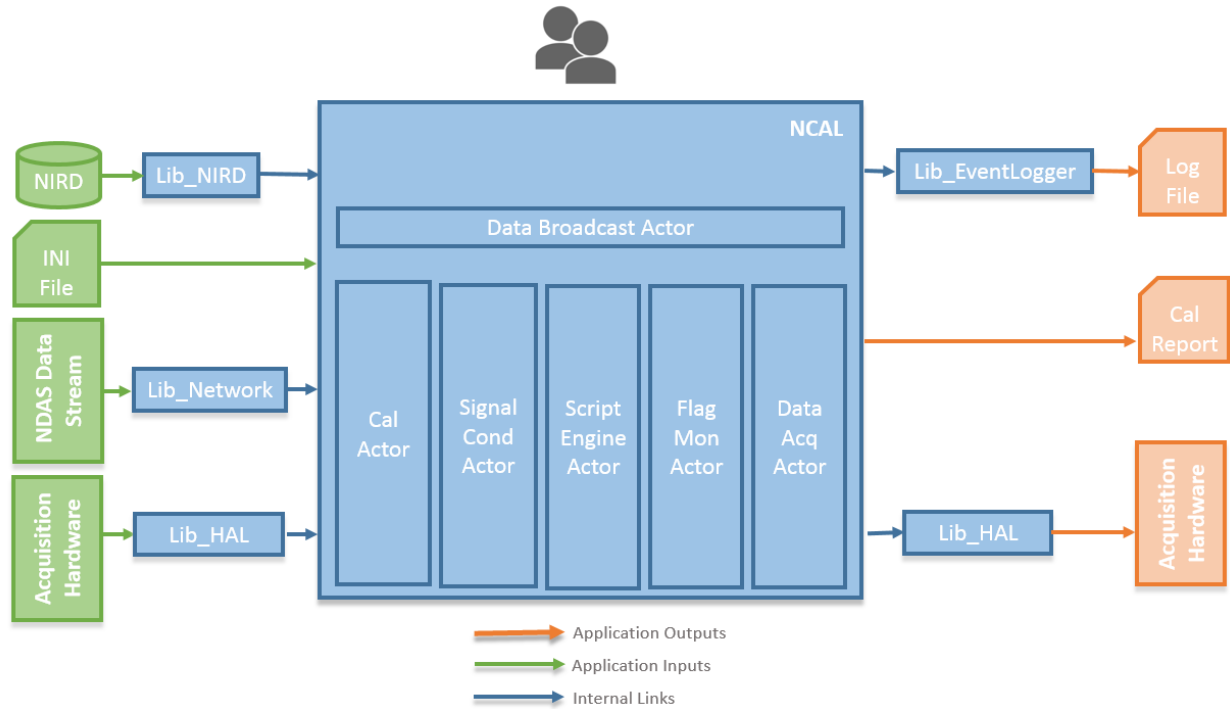 NCAL
NIRD
Lib_NIRD
Lib_EventLogger
Log
File
Data Broadcast Actor
INI
File
Cal
Report
NDAS Data
Stream
Lib_Network
Cal
Actor
Signal
Cond
Actor
Script
Engine
Actor
Flag
Mon
Actor
Data
Acq
Actor
Acquisition
Hardware
Lib_HAL
Lib_HAL
Acquisition
Hardware
Application Outputs
Application Inputs
Internal Links